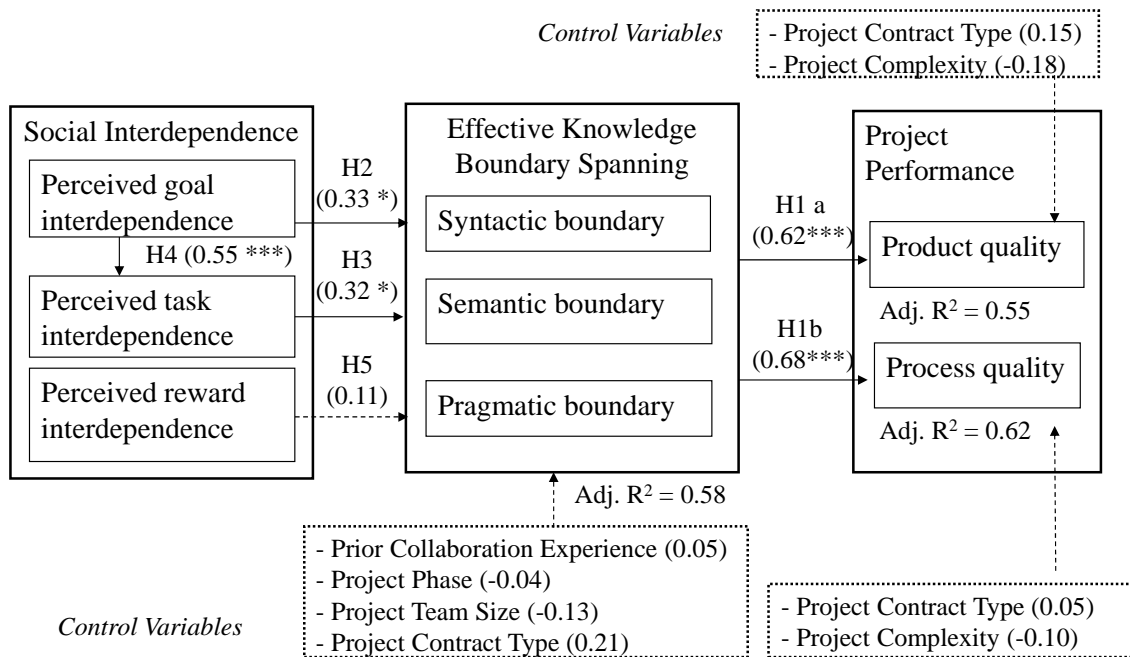 Control Variables
- Project Contract Type (0.15)
- Project Complexity (-0.18)
Social Interdependence
Perceived goal
interdependence
H4 (0.55 ***)
Perceived task
interdependence
Perceived reward
interdependence
H2
(0.33 *)
H3
(0.32 *)
H5
(0.11)
Effective Knowledge
Boundary Spanning
Syntactic boundary
Semantic boundary
Pragmatic boundary
Adj. R² = 0.58
H1 a
(0.62***)
H1b
(0.68***)
Project
Performance
Product quality
Adj. R² = 0.55
Process quality
Adj. R² = 0.62
Control Variables
- Prior Collaboration Experience (0.05)
- Project Phase (-0.04)
- Project Team Size (-0.13)
- Project Contract Type (0.21)
- Project Contract Type (0.05)
- Project Complexity (-0.10)